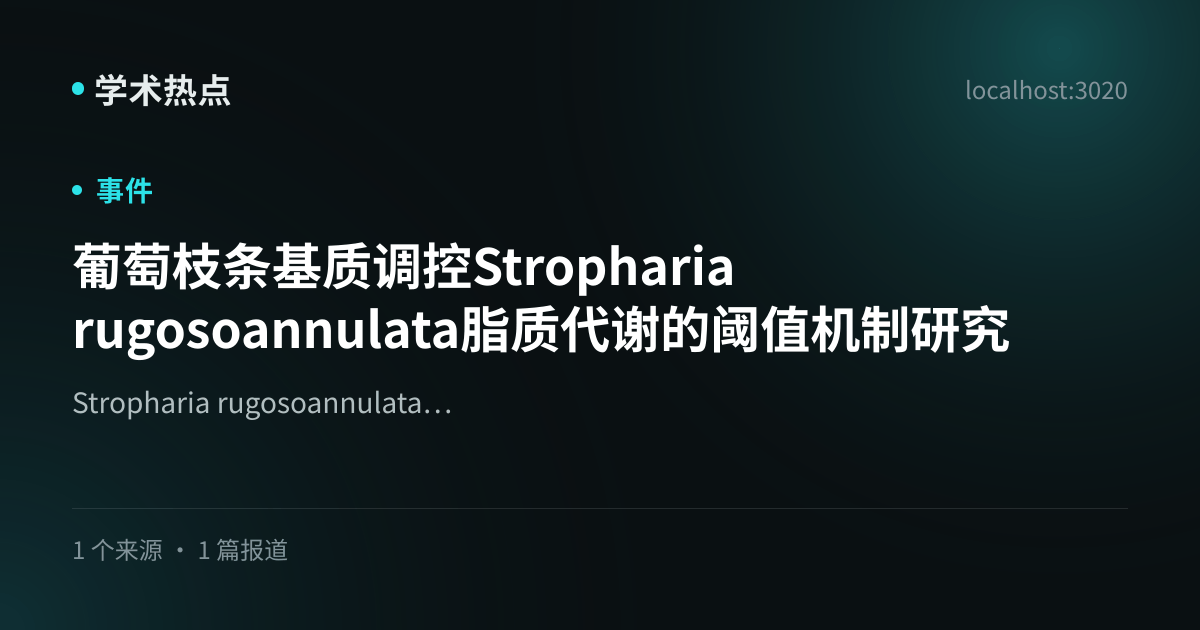 学术热点
localhost:3020
事件
葡萄枝条基质调控Stropharia
rugosoannulata脂质代谢的阈值机制研究
Stropharia rugosoannulata…
1 个来源 · 1 篇报道